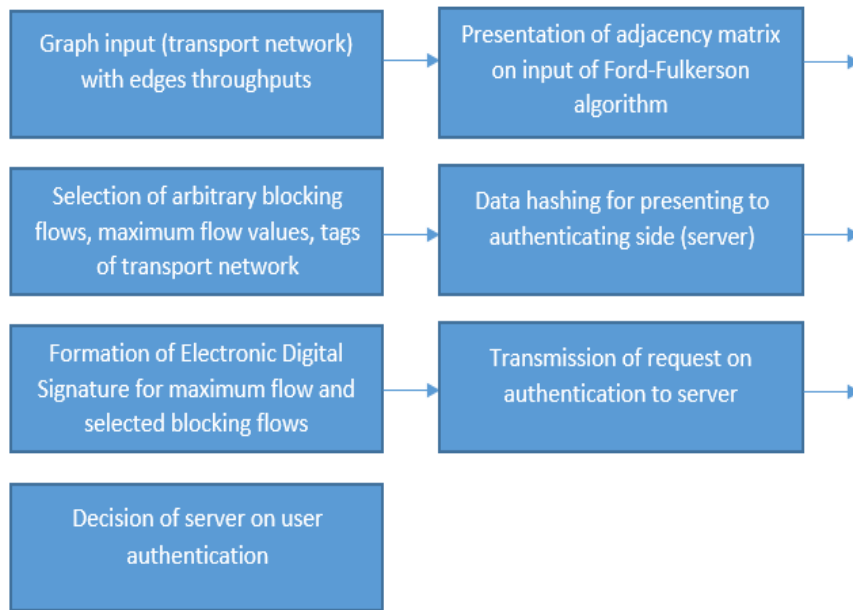 Graph input (transport network)
with edges throughputs
Presentation of adjacency matrix
on input of Ford-Fulkerson
algorithm
Selection of arbitrary blocking
flows, maximum flow values, tags
of transport network
Data hashing for presenting to
authenticating side (server)
Formation of Electronic Digital
Signature for maximum flow and
selected blocking flows
Transmission of request on
authentication to server
Decision of server on user
authentication